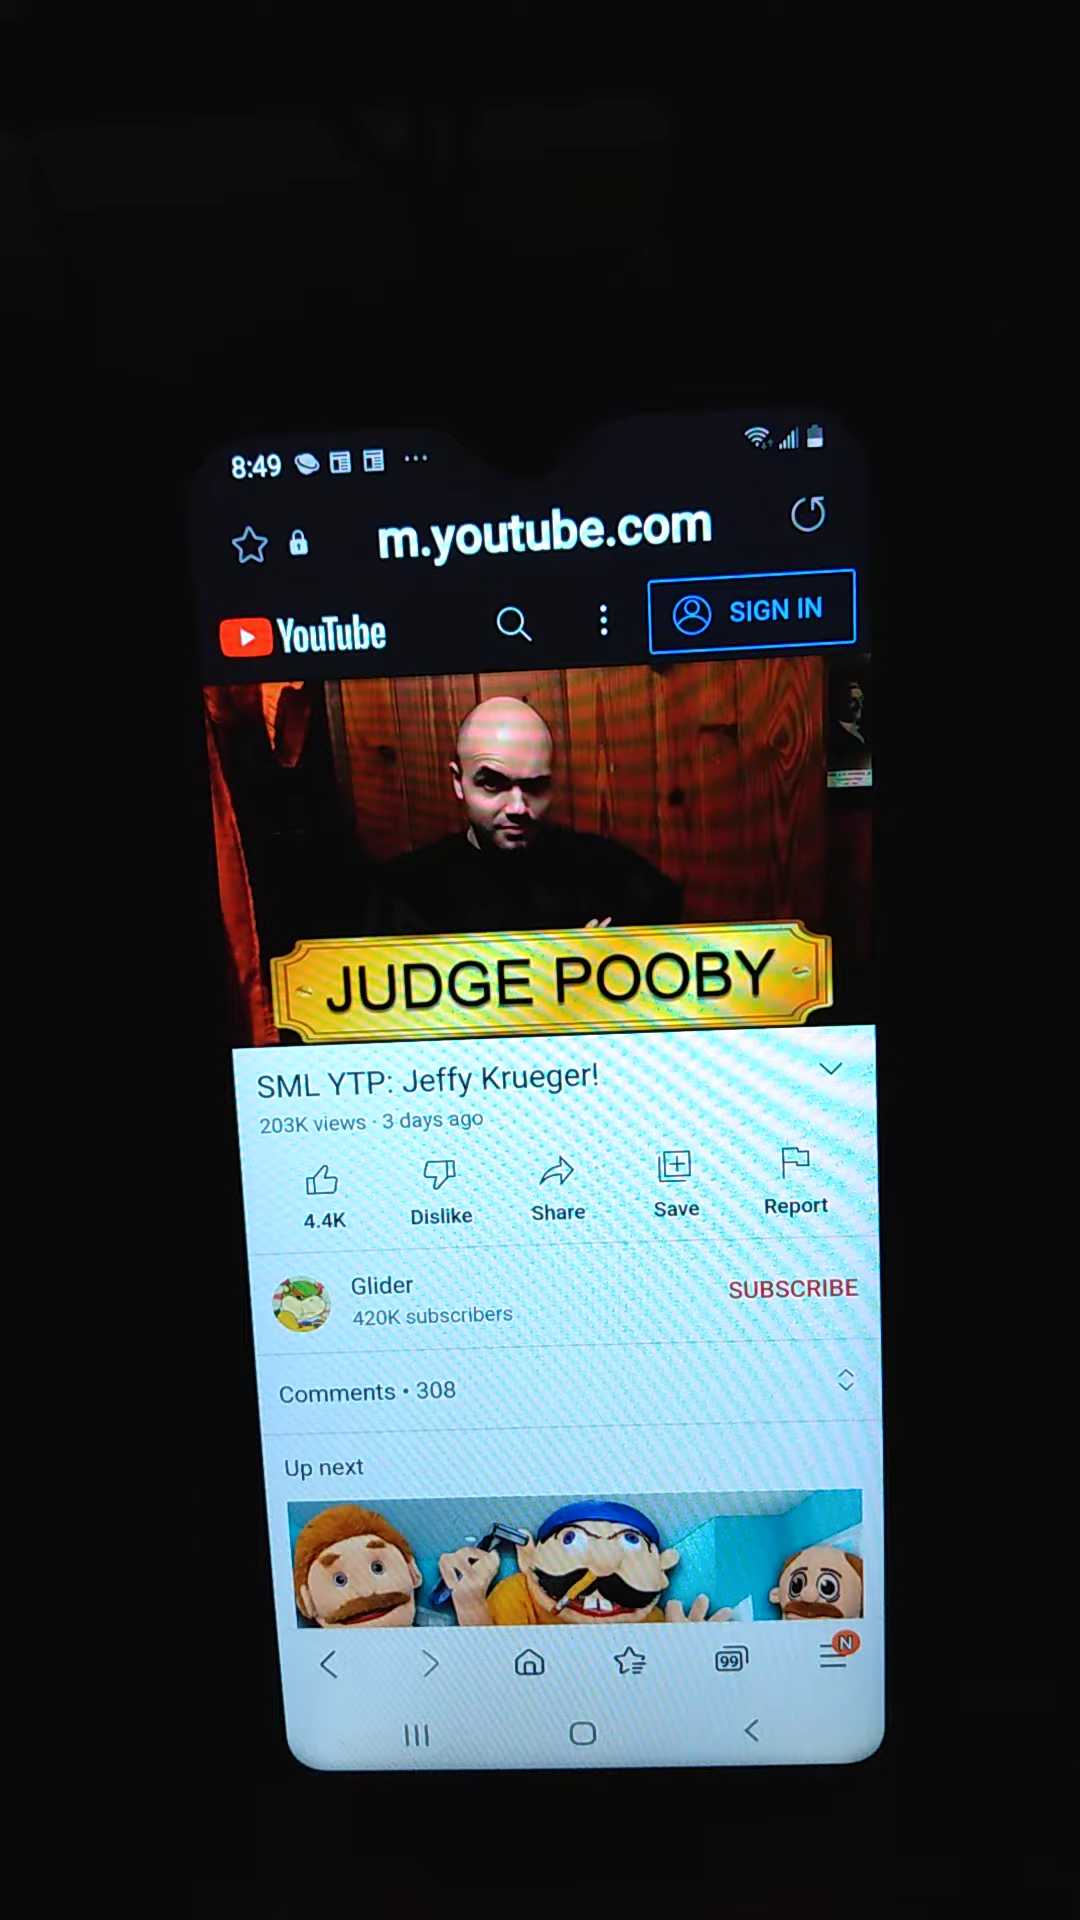 8:49
m.youtube.com
YouTube
SIGN IN
JUDGE POOBY
SML YTP: Jeffy Krueger!
203K views · 3 days ago
4.4K Dislike Share Save Report
Glider
420K subscribers
SUBSCRIBE
Comments • 308
Up next
99
N